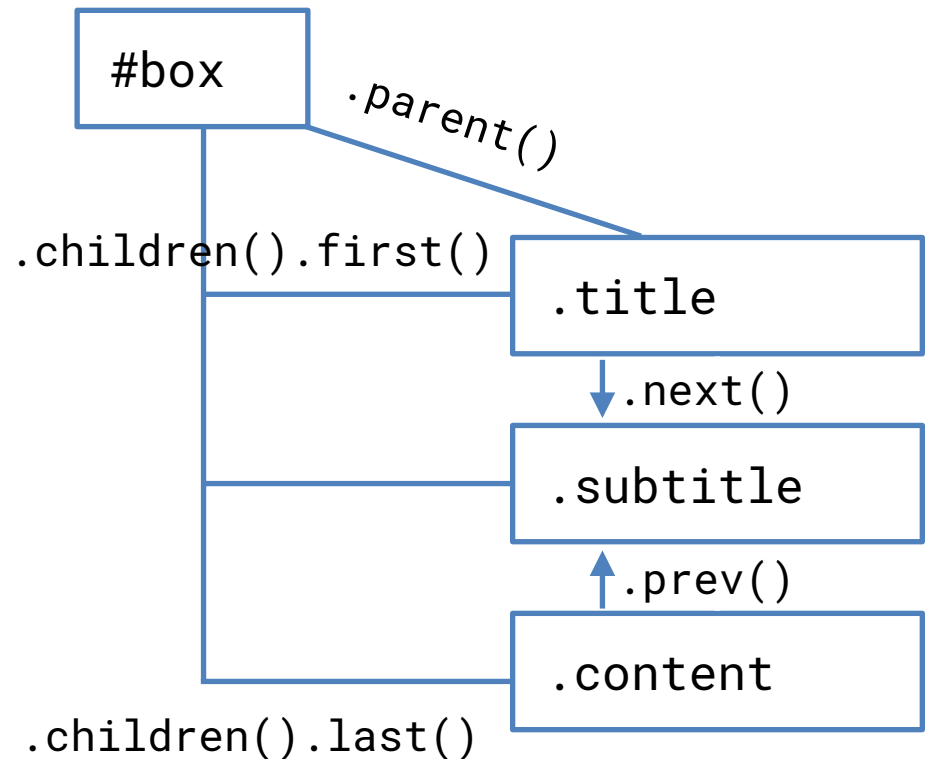 #box
.parent()
.children().first()
.title
.next()
.subtitle
.prev()
.content
.children().last()